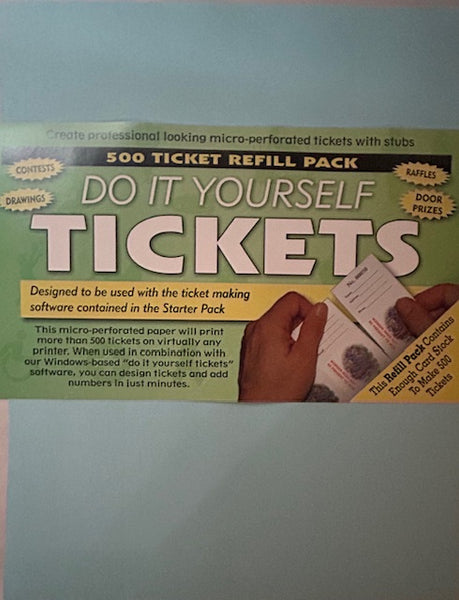 Create professional looking micro-perforated tickets with stubs
500 TICKET REFILL PACK
CONTESTS
RAFFLES
DO IT YOURSELF
DRAWINGS
DOOR
PRIZES
TICKETS
Designed to be used with the ticket making
software contained in the Starter Pack
This micro-perforated paper will print
more than 500 tickets on virtually any
printer. When used in combination with
our Windows-based "do it yourself tickets"
software, you can design tickets and add
numbers in just minutes.
This Refill Pack Contains
Enough Card Stock
To Make 500
Tickets